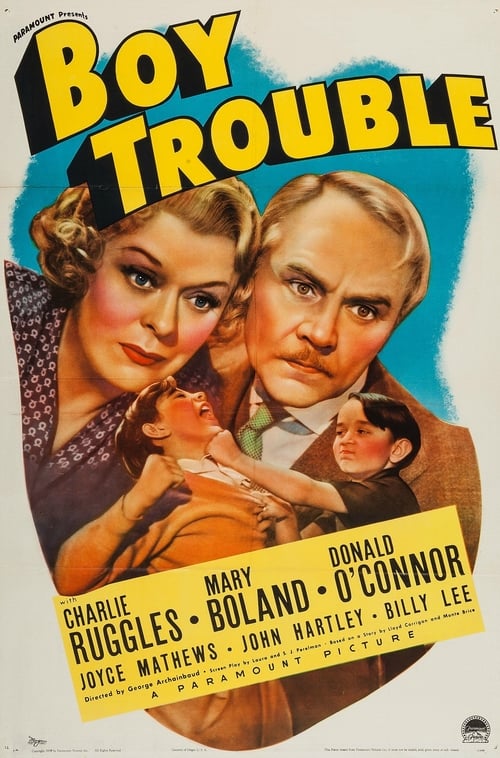 PARAMOUNT Presents
BOY
TROUBLE
with
CHARLIE RUGGLES • MARY BOLAND • DONALD O'CONNOR
JOYCE MATHEWS · JOHN HARTLEY · BILLY LEE
Directed by George Archainbaud · Screen Play by Laura and S. J. Perelman · Based on a Story by Lloyd Corrigan and Monte Brice
A PARAMOUNT PICTURE
Paramount